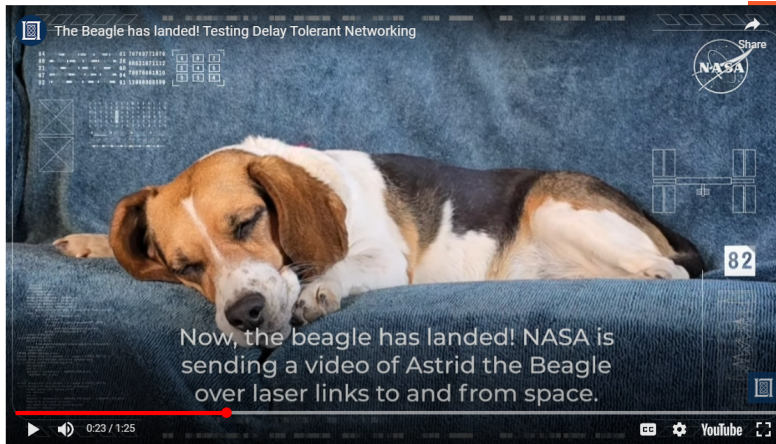 The Beagle has landed! Testing Delay Tolerant Networking
Share
NASA
82
Now, the beagle has landed! NASA is
sending a video of Astrid the Beagle
over laser links to and from space.
0:23 / 1:25
CC
YouTube